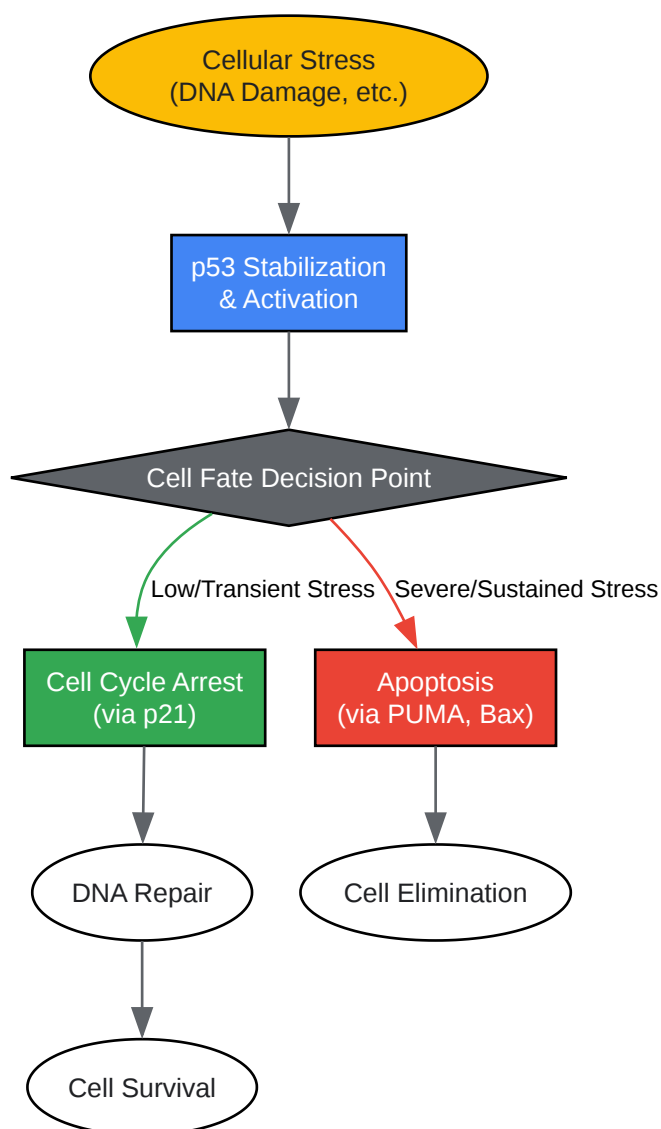 Cellular Stress
(DNA Damage, etc.)
p53 Stabilization
& Activation
Cell Fate Decision Point
Low/Transient Stress
Severe/Sustained Stress
Cell Cycle Arrest
(via p21)
Apoptosis
(via PUMA, Bax)
DNA Repair
Cell Elimination
Cell Survival